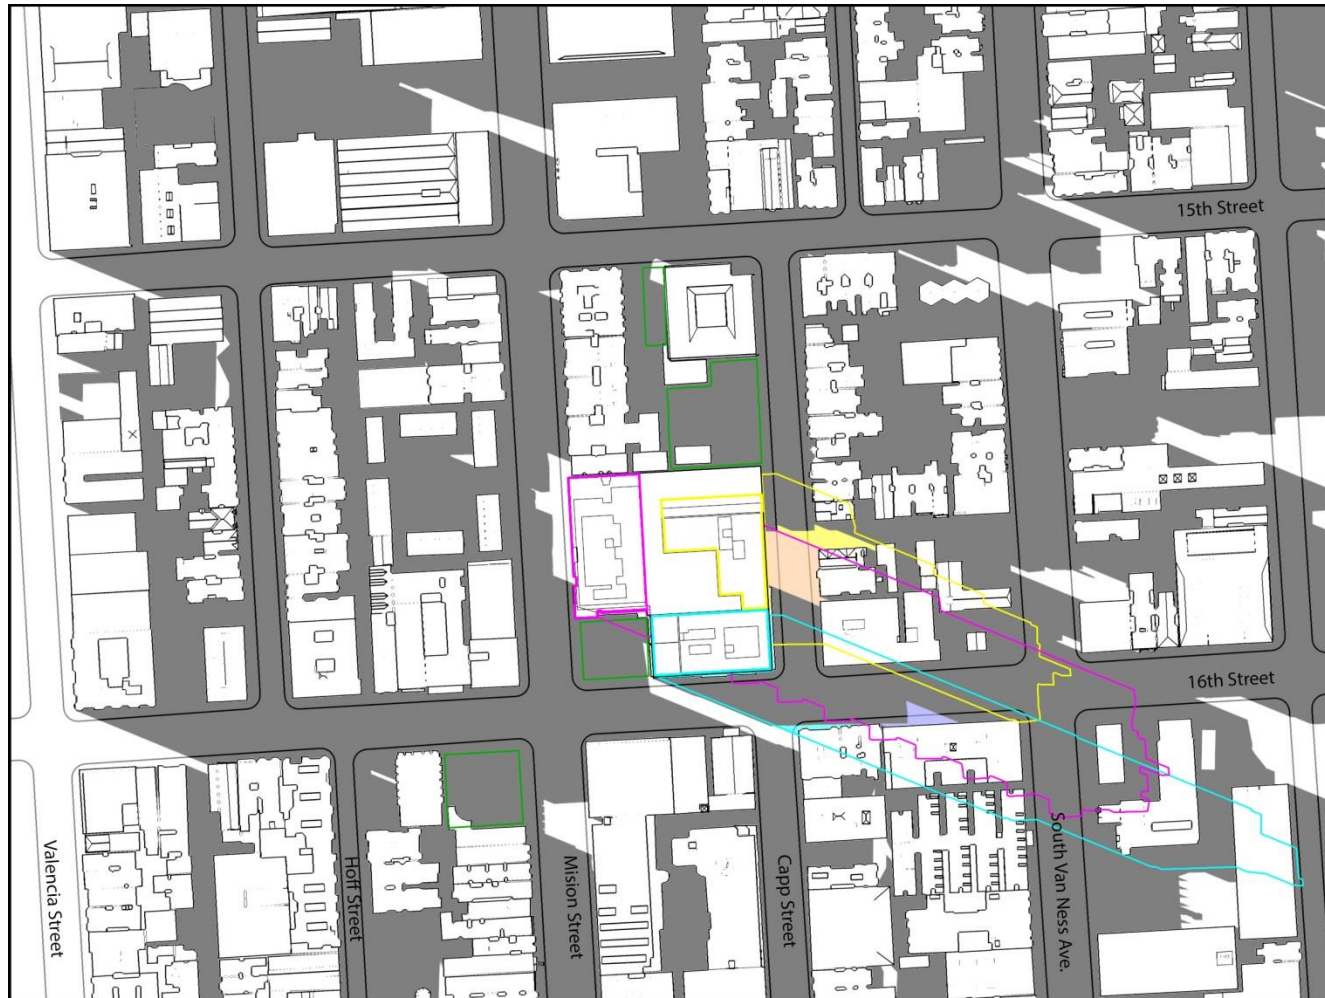 15th Street
16th Street
Valencia Street
Hoff Street
Mision Street
Capp Street
South Van Ness Ave.